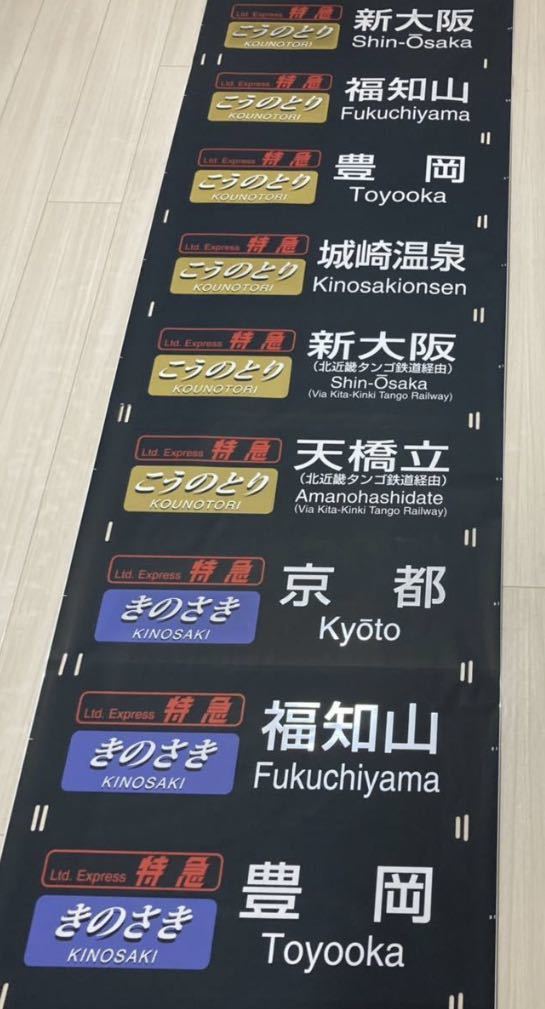 Ltd. Express 特急
こうのとり
KOUNOTORI
新大阪
Shin-Ōsaka
Ltd. Express 特急
こうのとり
KOUNOTORI
福知山
Fukuchiyama
Ltd. Express 特急
こうのとり
KOUNOTORI
豊岡
Toyooka
Ltd. Express 特急
こうのとり
KOUNOTORI
城崎温泉
Kinosakionsen
Ltd. Express 特急
こうのとり
KOUNOTORI
新大阪
(北近畿タンゴ鉄道経由)
Shin-Ōsaka
(Via Kita-Kinki Tango Railway)
Ltd. Express 特急
こうのとり
KOUNOTORI
天橋立
(北近畿タンゴ鉄道経由)
Amanohashidate
(Via Kita-Kinki Tango Railway)
Ltd. Express 特急
きのさき
KINOSAKI
京都
Kyōto
Ltd. Express 特急
きのさき
KINOSAKI
福知山
Fukuchiyama
Ltd. Express 特急
きのさき
KINOSAKI
豊岡
Toyooka